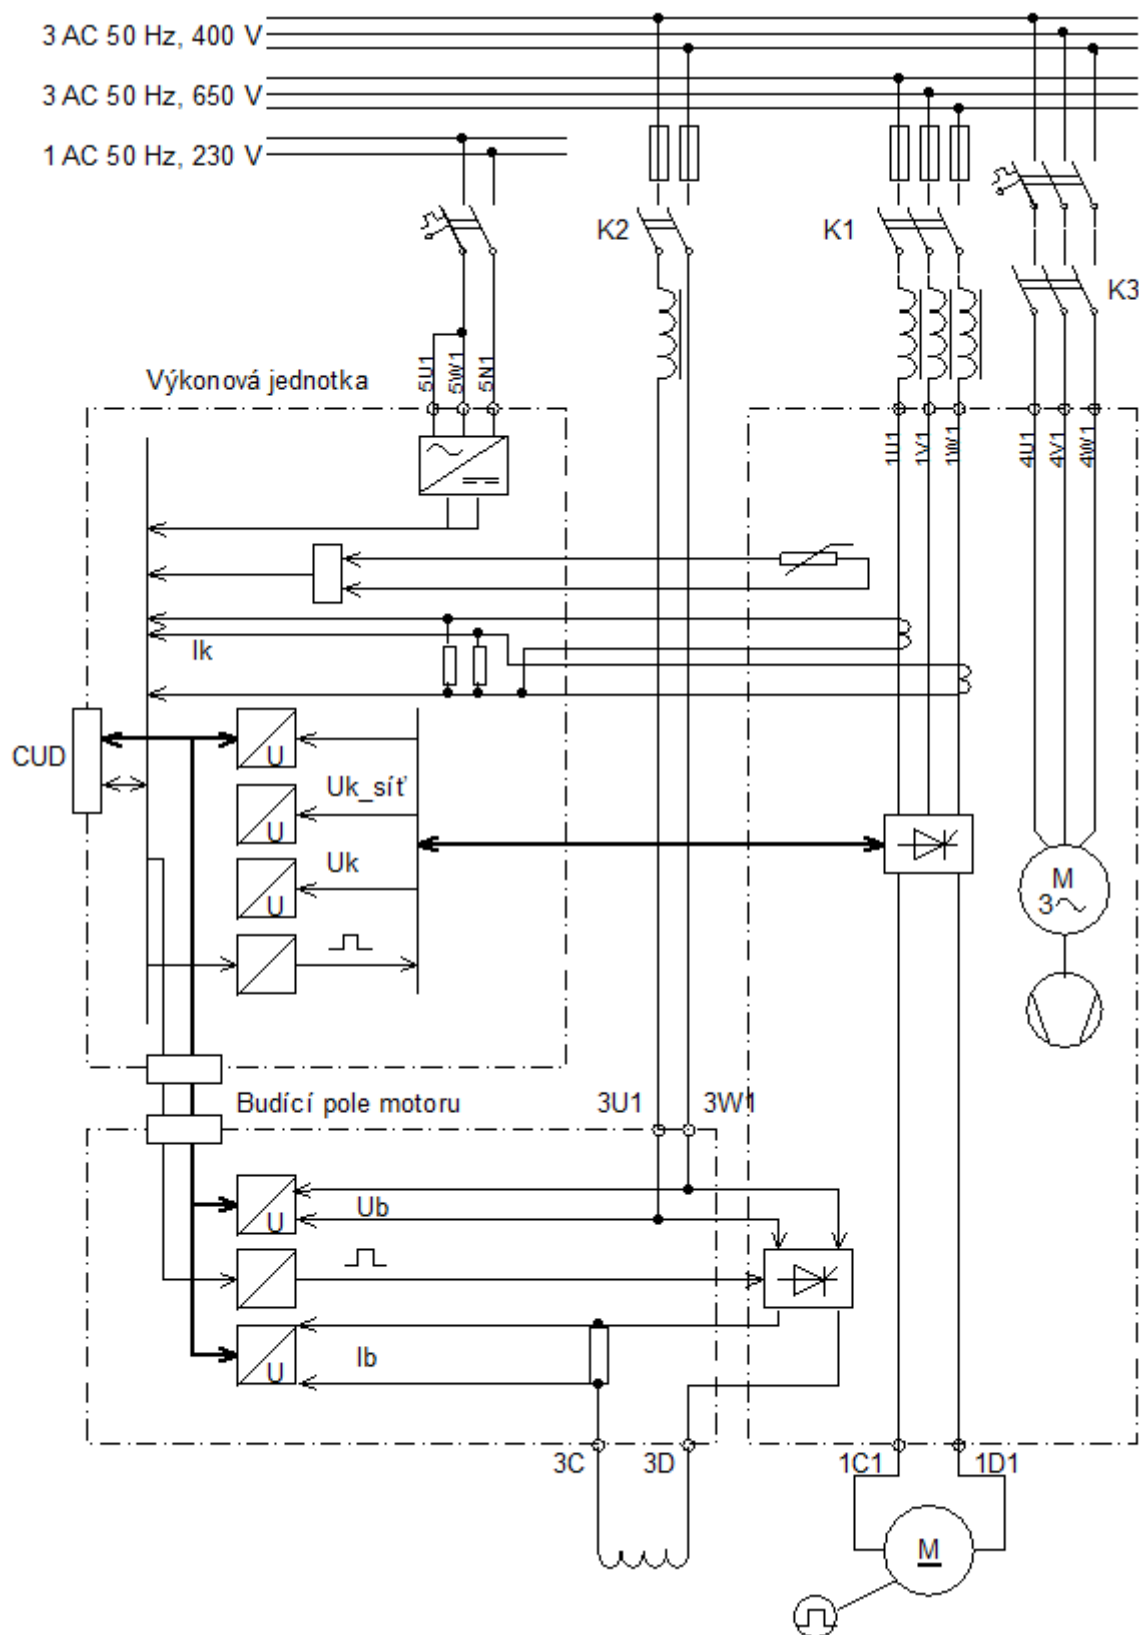 3 AC 50 Hz, 400 V
3 AC 50 Hz, 650 V
1 AC 50 Hz, 230 V
K2
K1
K3
5U1
5W1
5N1
Výkonová jednotka
1U1
1V1
1W1
4U1
4V1
4W1
Ik
CUD
U
Uk_síť
U
Uk
U
M
3
Budící pole motoru
3U1
3W1
U
Ub
U
Ib
3C
3D
1C1
1D1
M